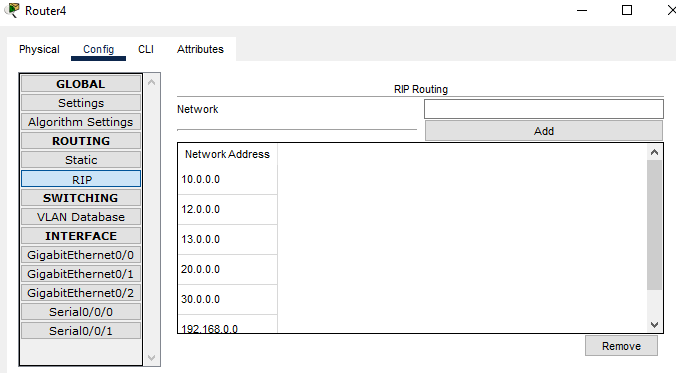 Router4
Physical Config CLI Attributes
GLOBAL
Settings
Algorithm Settings
ROUTING
Static
RIP
SWITCHING
VLAN Database
INTERFACE
GigabitEthernet0/0
GigabitEthernet0/1
GigabitEthernet0/2
Serial0/0/0
Serial0/0/1
RIP Routing
Network
Add
Network Address
10.0.0.0
12.0.0.0
13.0.0.0
20.0.0.0
30.0.0.0
192.168.0.0
Remove